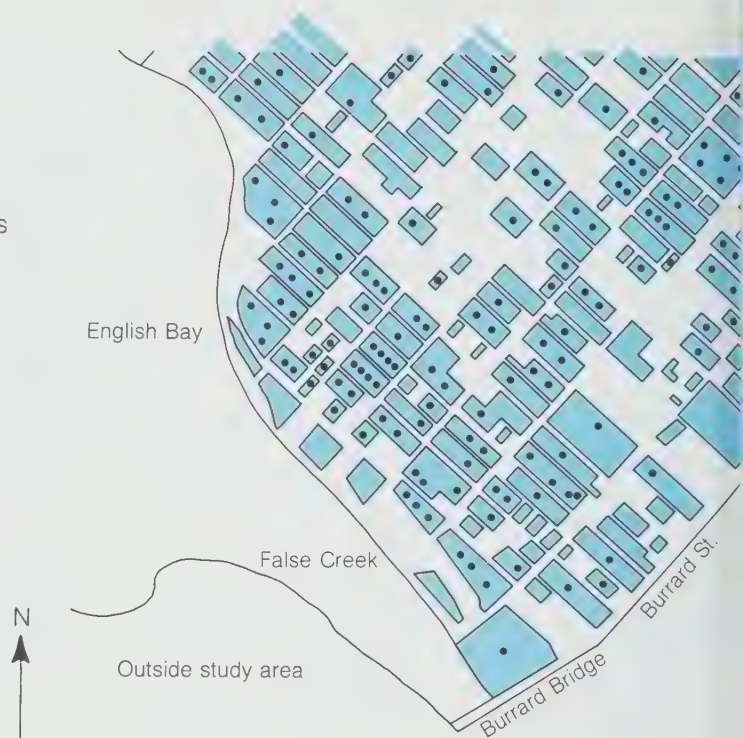 s
English Bay
False Creek
Burrard St.
N
Outside study area
Burrard Bridge